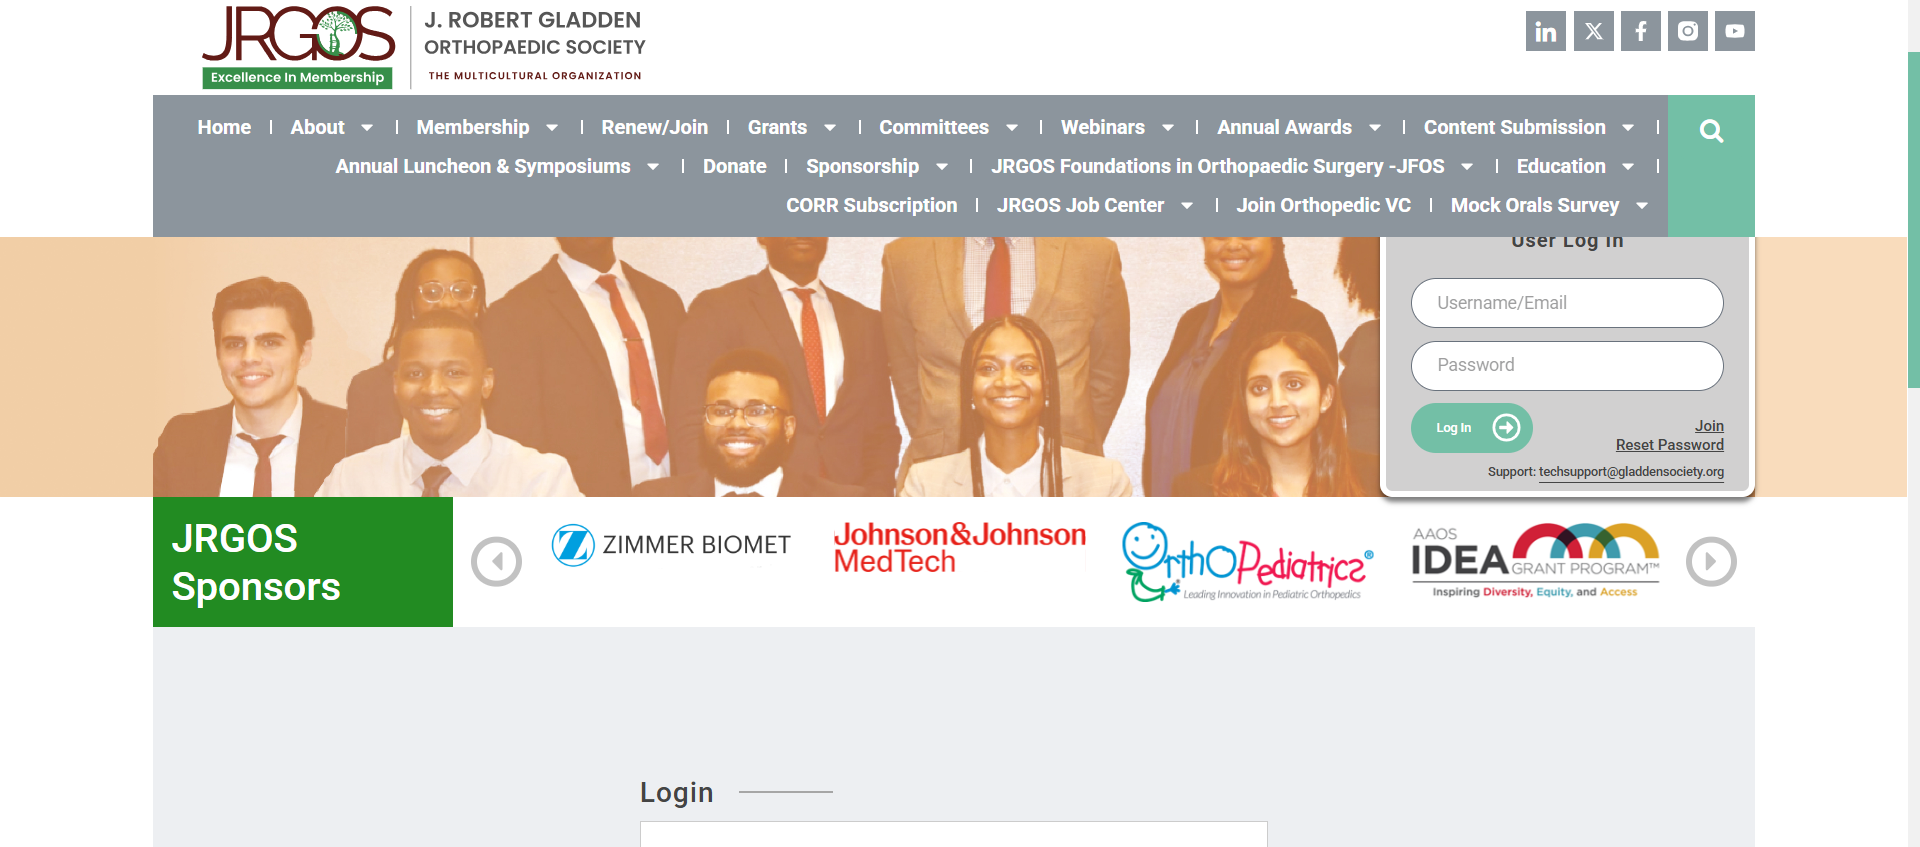 JRGOS
Excellence In Membership
J. ROBERT GLADDEN
ORTHOPAEDIC SOCIETY
THE MULTICULTURAL ORGANIZATION
Home | About | Membership | Renew/Join | Grants | Committees | Webinars | Annual Awards | Content Submission |
Annual Luncheon & Symposiums | Donate | Sponsorship | JRGOS Foundations in Orthopaedic Surgery -JFOS | Education |
CORR Subscription | JRGOS Job Center | Join Orthopedic VC | Mock Orals Survey
User Log In
Username/Email
Password
Log In
Join
Reset Password
Support: techsupport@gladdensociety.org
JRGOS
Sponsors
ZIMMER BIOMET
Johnson&Johnson
MedTech
OrthoPediatrics®
Leading Innovation in Pediatric Orthopedics
AAOS
IDEA GRANT PROGRAM™
Inspiring Diversity, Equity, and Access
Login